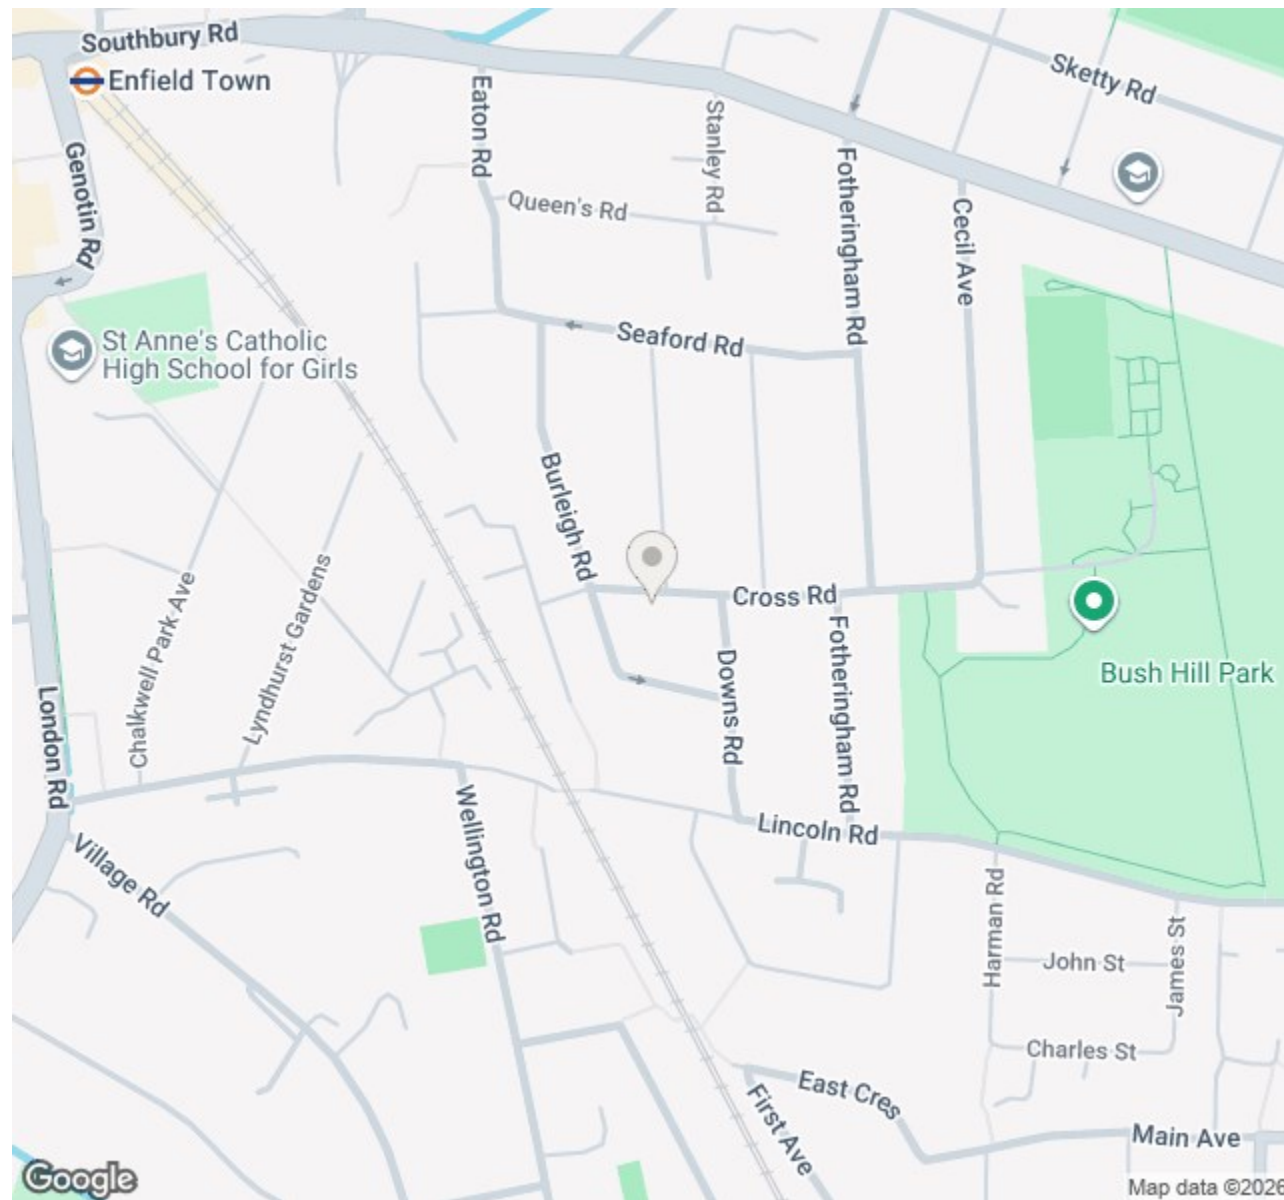 Southbury Rd
Enfield Town
Sketty Rd
Eaton Rd
Stanley Rd
Genotin Rd
Queen's Rd
Fotheringham Rd
Cecil Ave
Seaford Rd
St Anne's Catholic
High School for Girls
Burleigh Rd
Chalkwell Park Ave
Lyndhurst Gardens
Cross Rd
Fotheringham Rd
Downs Rd
Bush Hill Park
London Rd
Lincoln Rd
Village Rd
Wellington Rd
Harman Rd
John St
James St
Charles St
East Cres
First Ave
Main Ave
Google
Map data ©2026